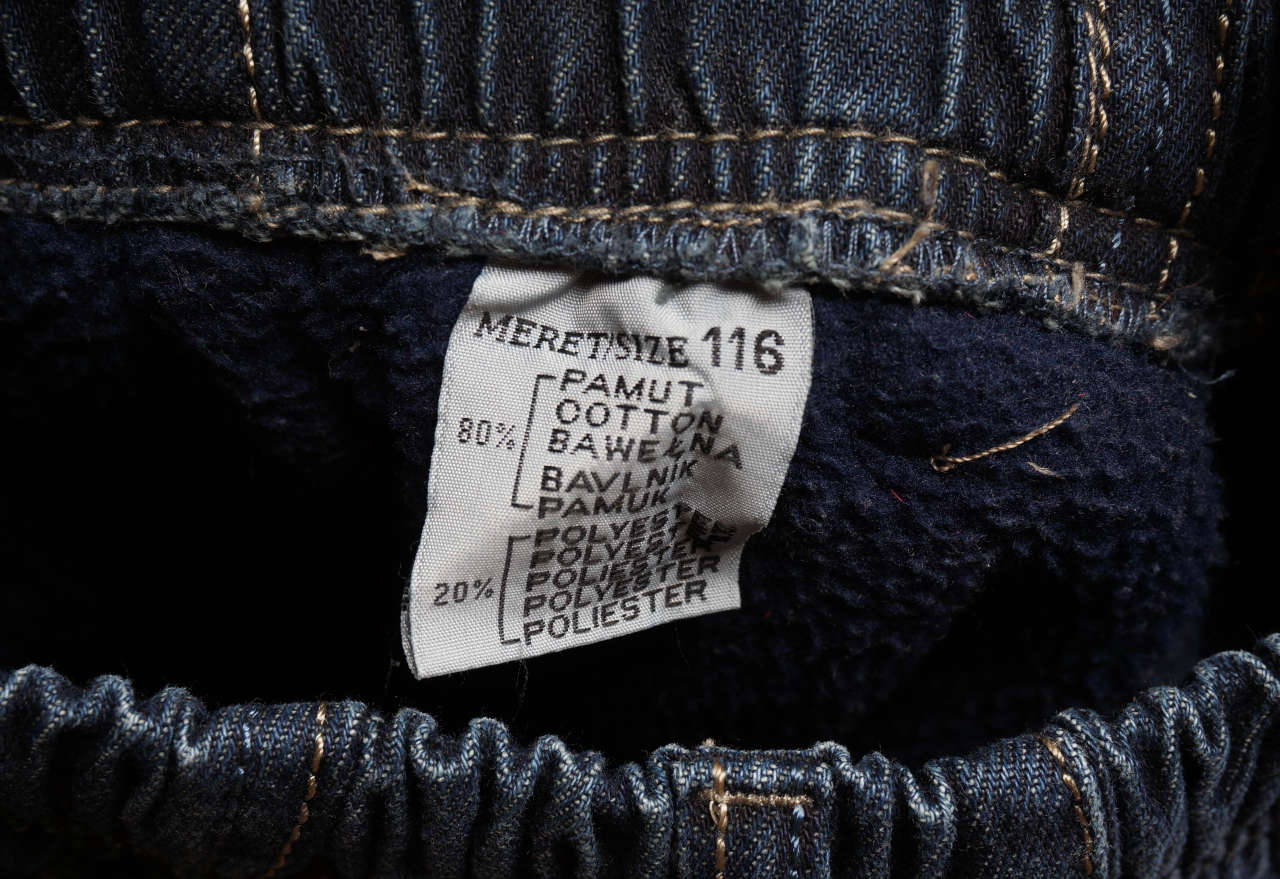 MERET/SIZE 116
80%
PAMUT
COTTON
BAWEŁNA
BAVLNIK
PAMUK
20%
POLYESTER
POLYESTER
POLIESTER
POLYESTER
POLIESTER